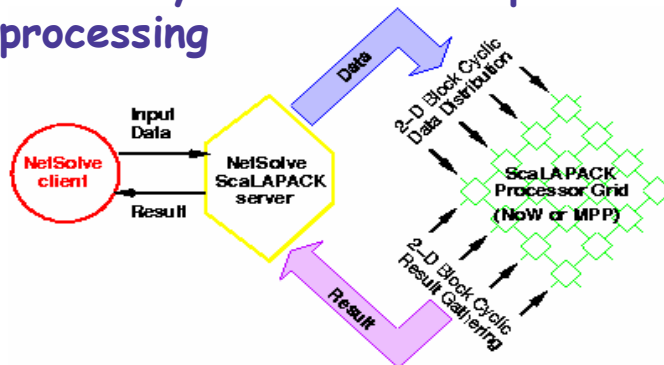 processing
Input
Data
NetSolve
client
NetSolve
ScaLAPACK
server
Result
Data
2-D Block Cyclic
Data Distribution
ScaLAPACK
Processor Grid
(NoW or MPP)
2-D Block Cyclic
Result Gathering
Result